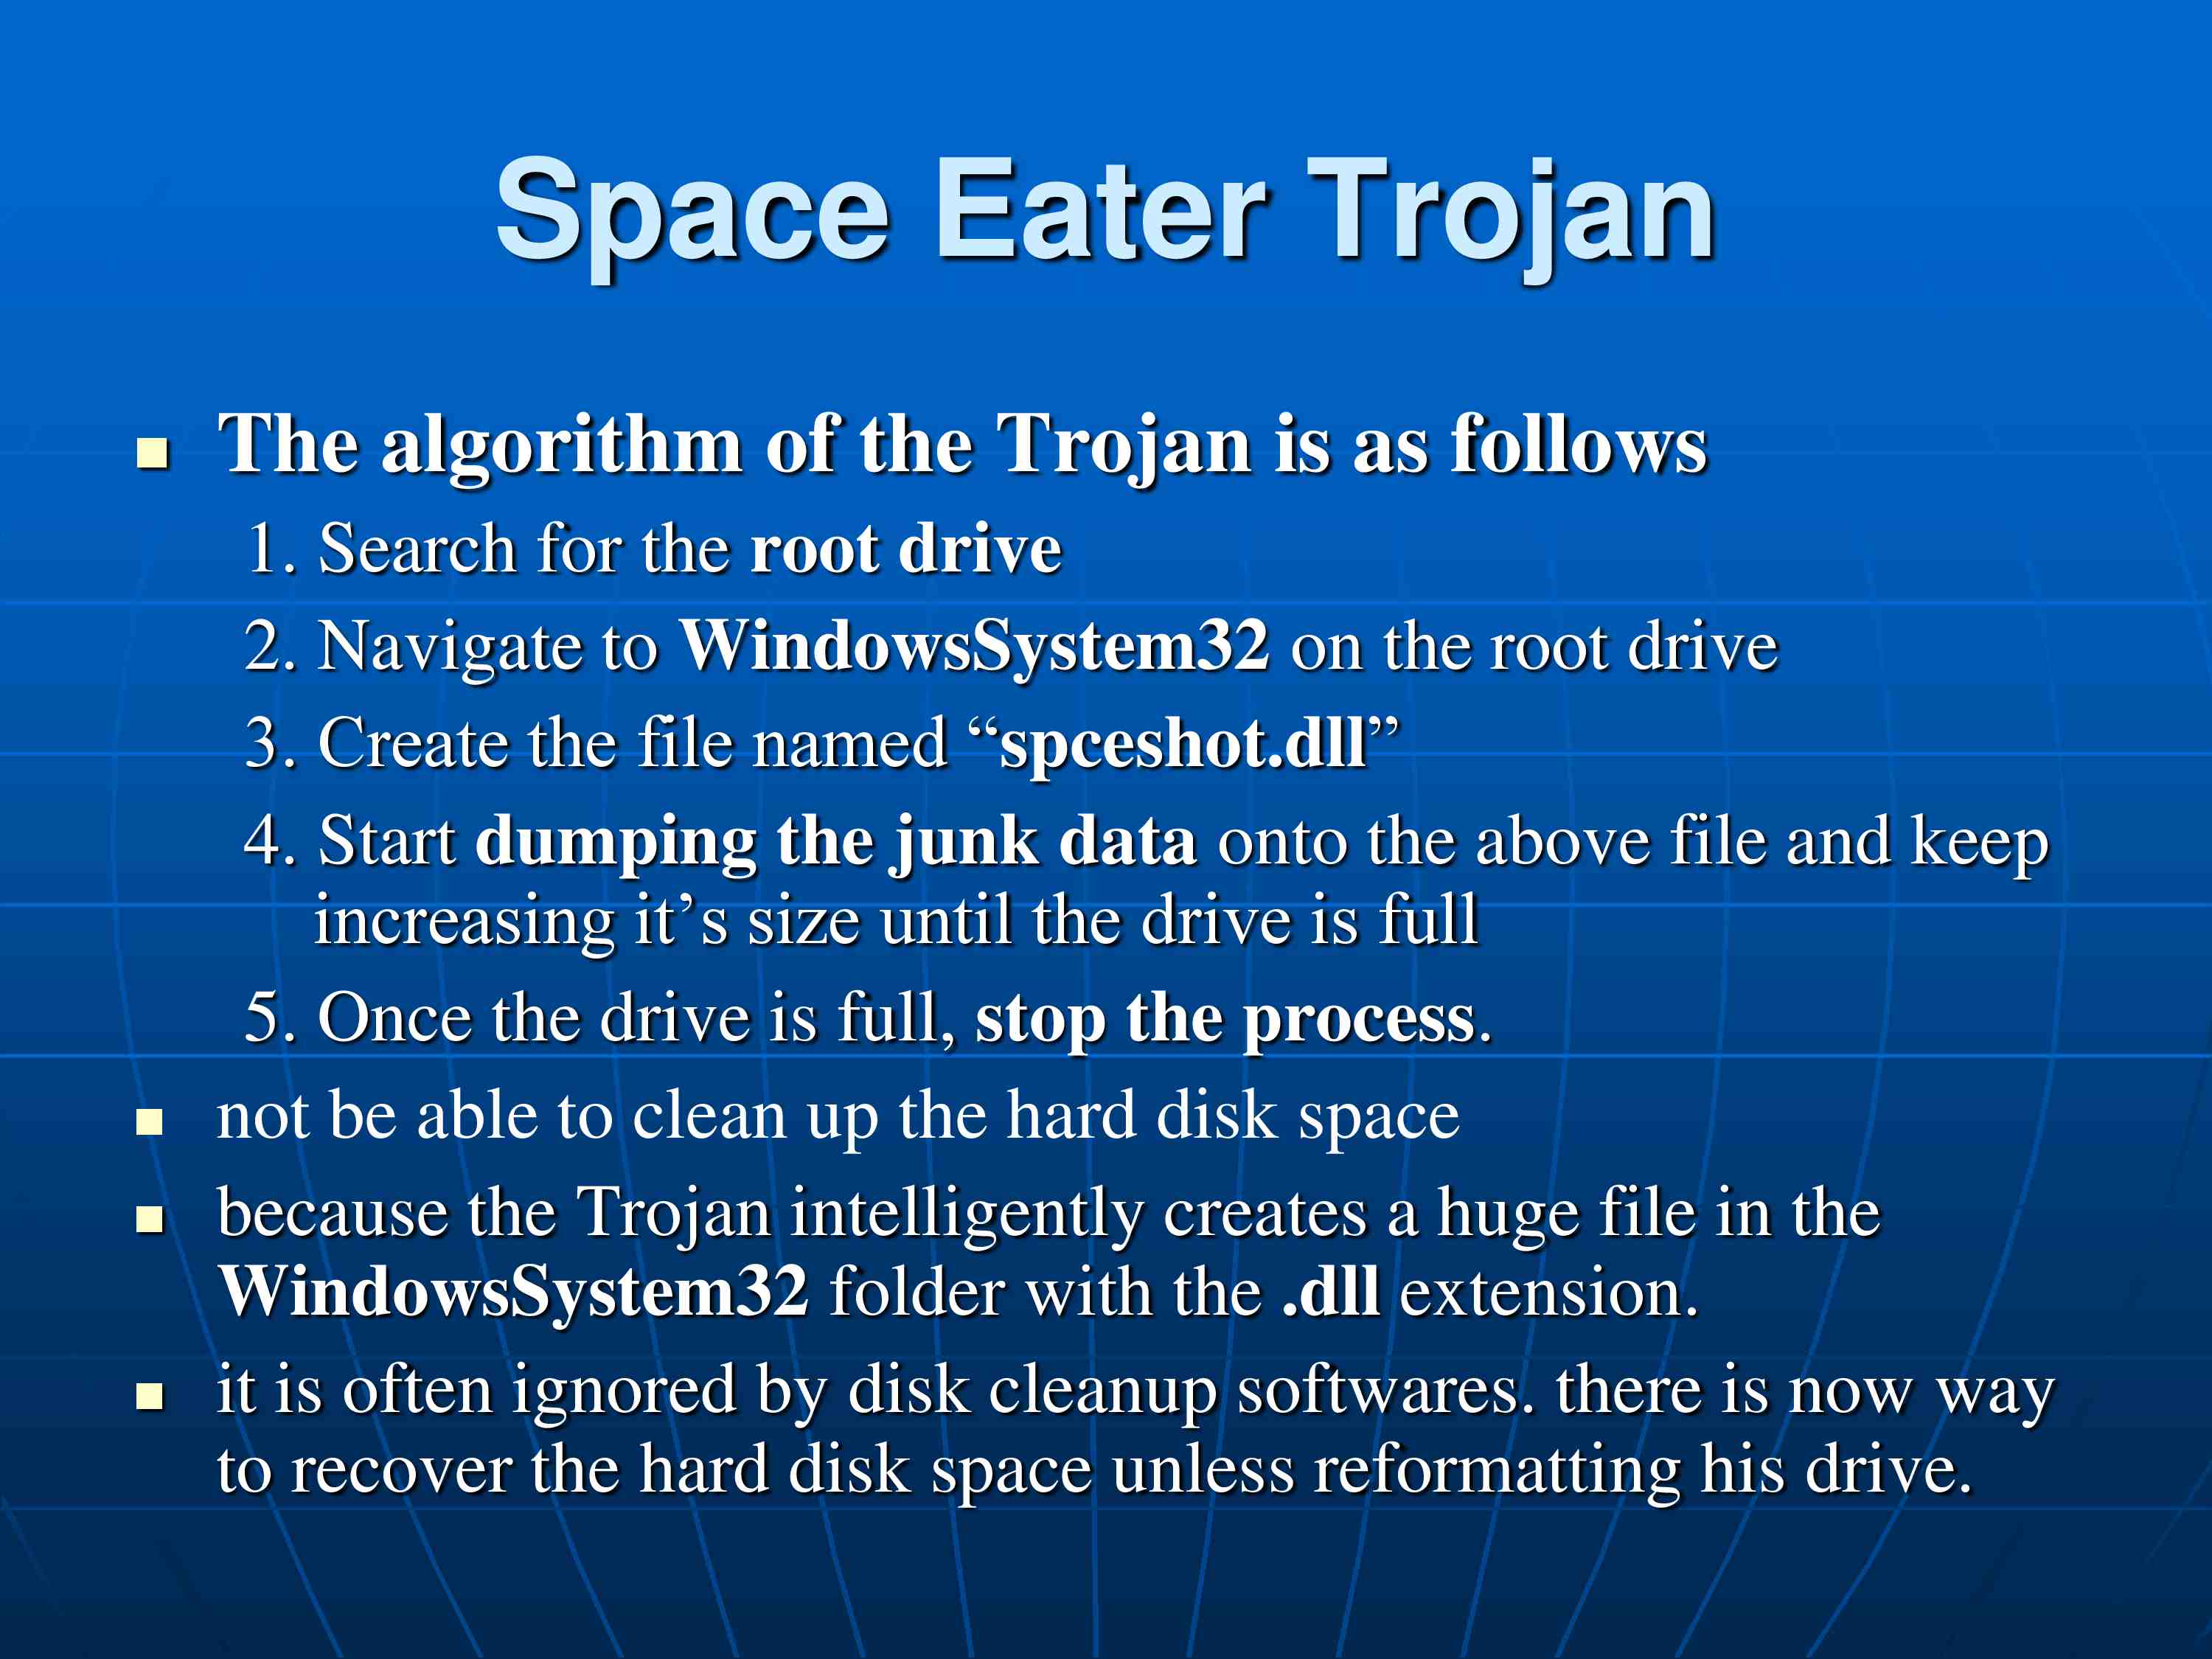 Space Eater Trojan
The algorithm of the Trojan is as follows
1. Search for the root drive
2. Navigate to WindowsSystem32 on the root drive
3. Create the file named “spceshot.dll”
4. Start dumping the junk data onto the above file and keep
increasing it’s size until the drive is full
5. Once the drive is full, stop the process.
not be able to clean up the hard disk space
because the Trojan intelligently creates a huge file in the
WindowsSystem32 folder with the .dll extension.
it is often ignored by disk cleanup softwares. there is now way
to recover the hard disk space unless reformatting his drive.